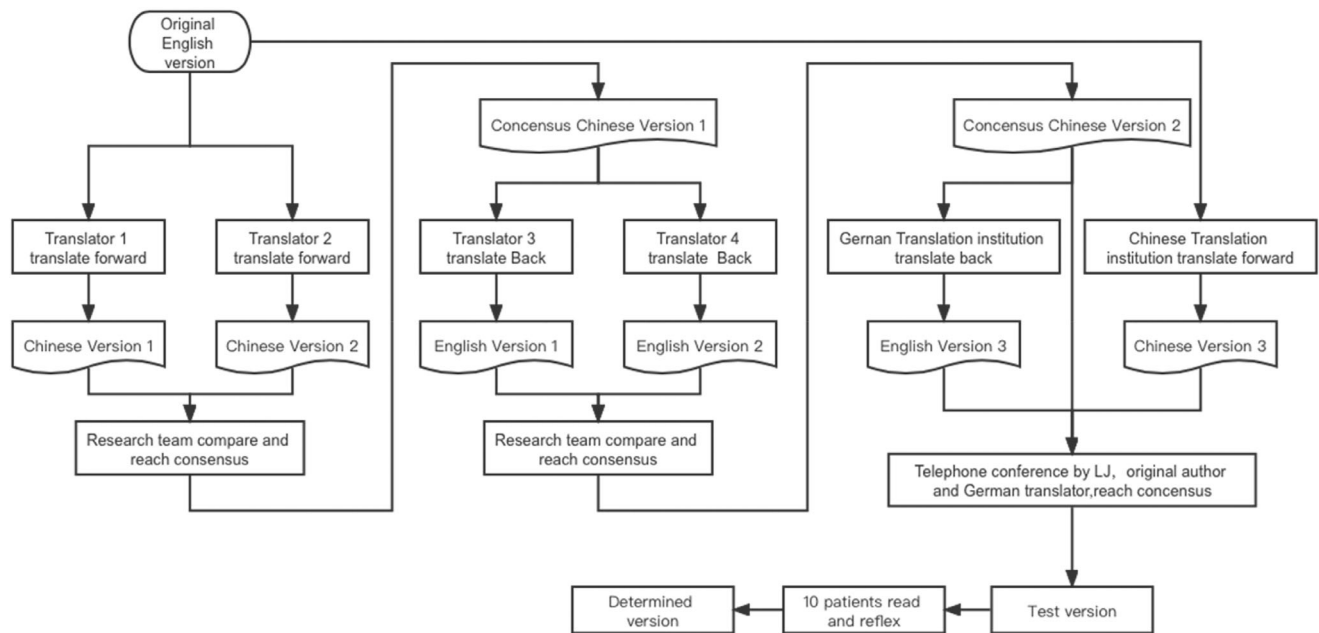 Original
English
version
Concensus Chinese Version 1
Concensus Chinese Version 2
Translator 1
translate forward
Translator 2
translate forward
Translator 3
translate Back
Translator 4
translate Back
Gernan Translation institution
translate back
Chinese Translation
institution translate forward
Chinese Version 1
Chinese Version 2
English Version 1
English Version 2
English Version 3
Chinese Version 3
Research team compare and
reach consensus
Research team compare and
reach consensus
Telephone conference by LJ, original author
and German translator,reach concensus
Determined
version
10 patients read
and reflex
Test version